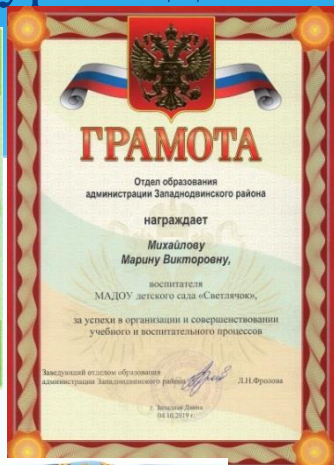 ГРАМОТА
Отдел образования
администрации Западнодвинского района
награждает
Михайлову
Марину Викторовну,
воспитателя
МАДОУ детского сада «Светлячок»,
за успехи в организации и совершенствовании
учебного и воспитательного процессов
Заведующий отделом образования
администрации Западнодвинского района
Л.Н.Фролова
г. Западная Двина
04.10.2019 г.